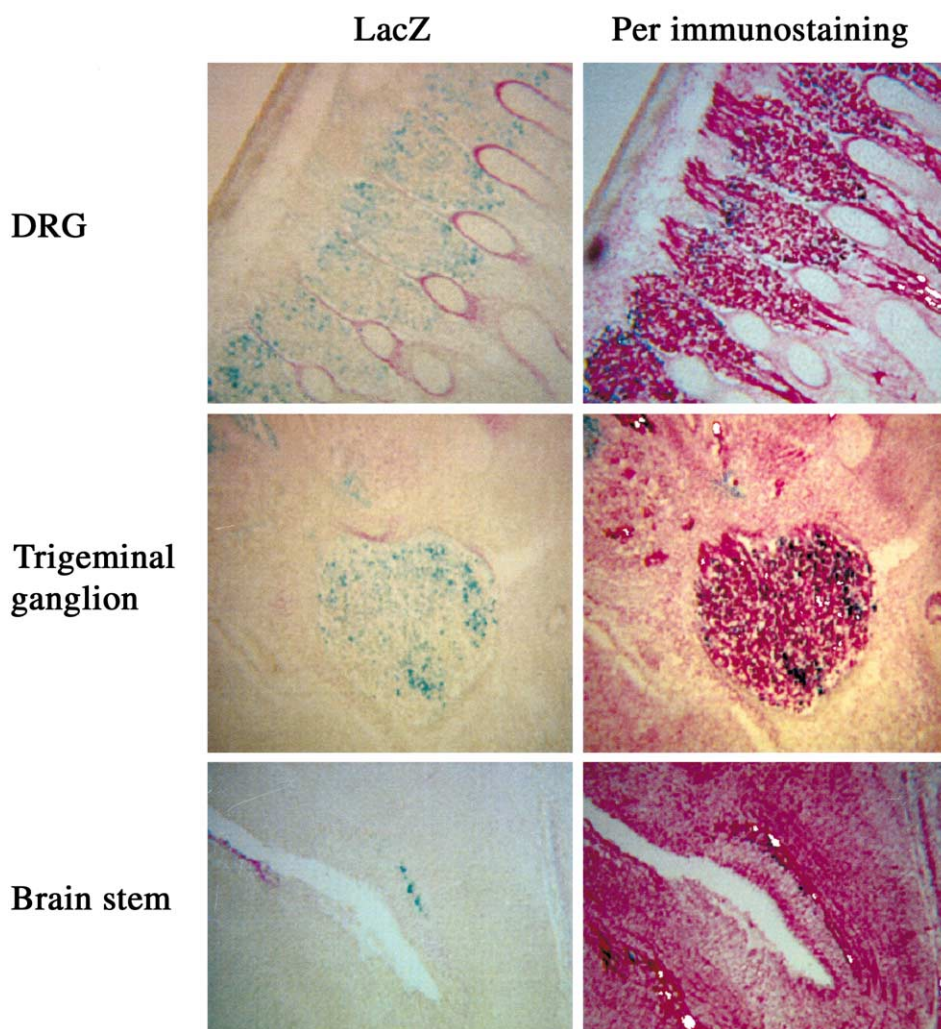 LacZ
Per immunostaining
DRG
Trigeminal
ganglion
Brain stem